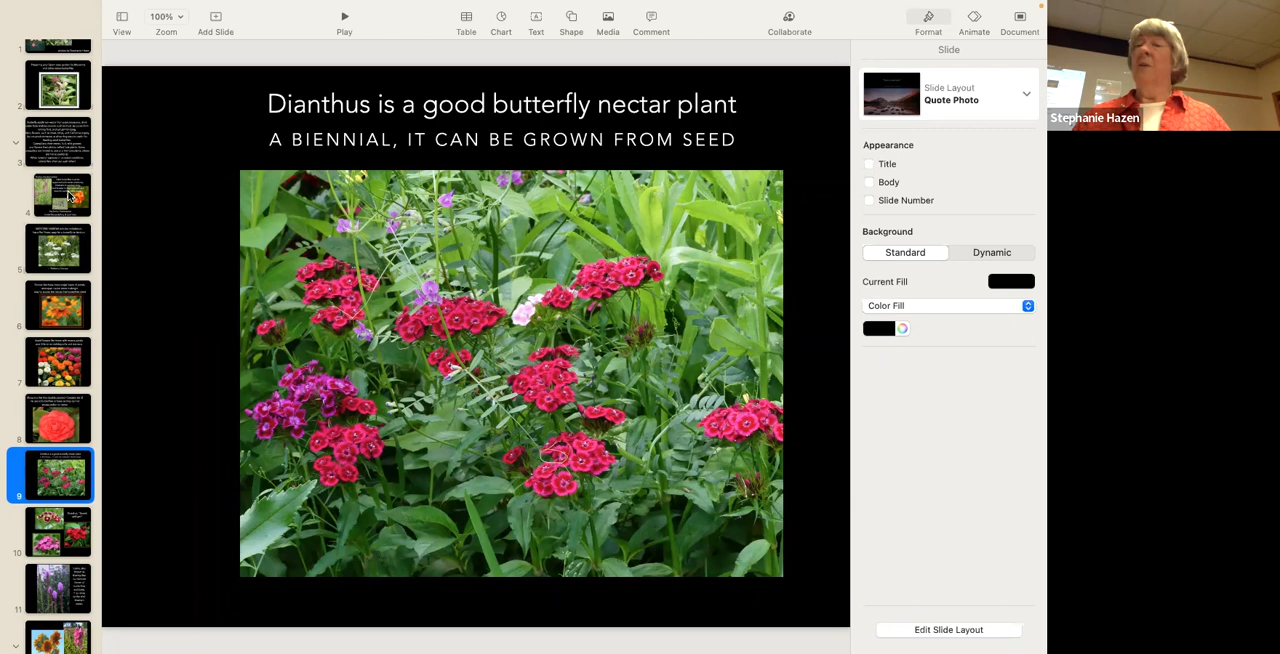 View
100%
Zoom
Add Slide
Play
Table
Chart
Text
Shape
Media
Comment
Collaborate
Format
Animate
Document
1
2
3
4
5
6
7
8
9
10
11
Dianthus is a good butterfly nectar plant
A BIENNIAL, IT CAN BE GROWN FROM SEED
Slide
Slide Layout
Quote Photo
Appearance
Title
Body
Slide Number
Background
Standard
Dynamic
Current Fill
Color Fill
Edit Slide Layout
Stephanie Hazen